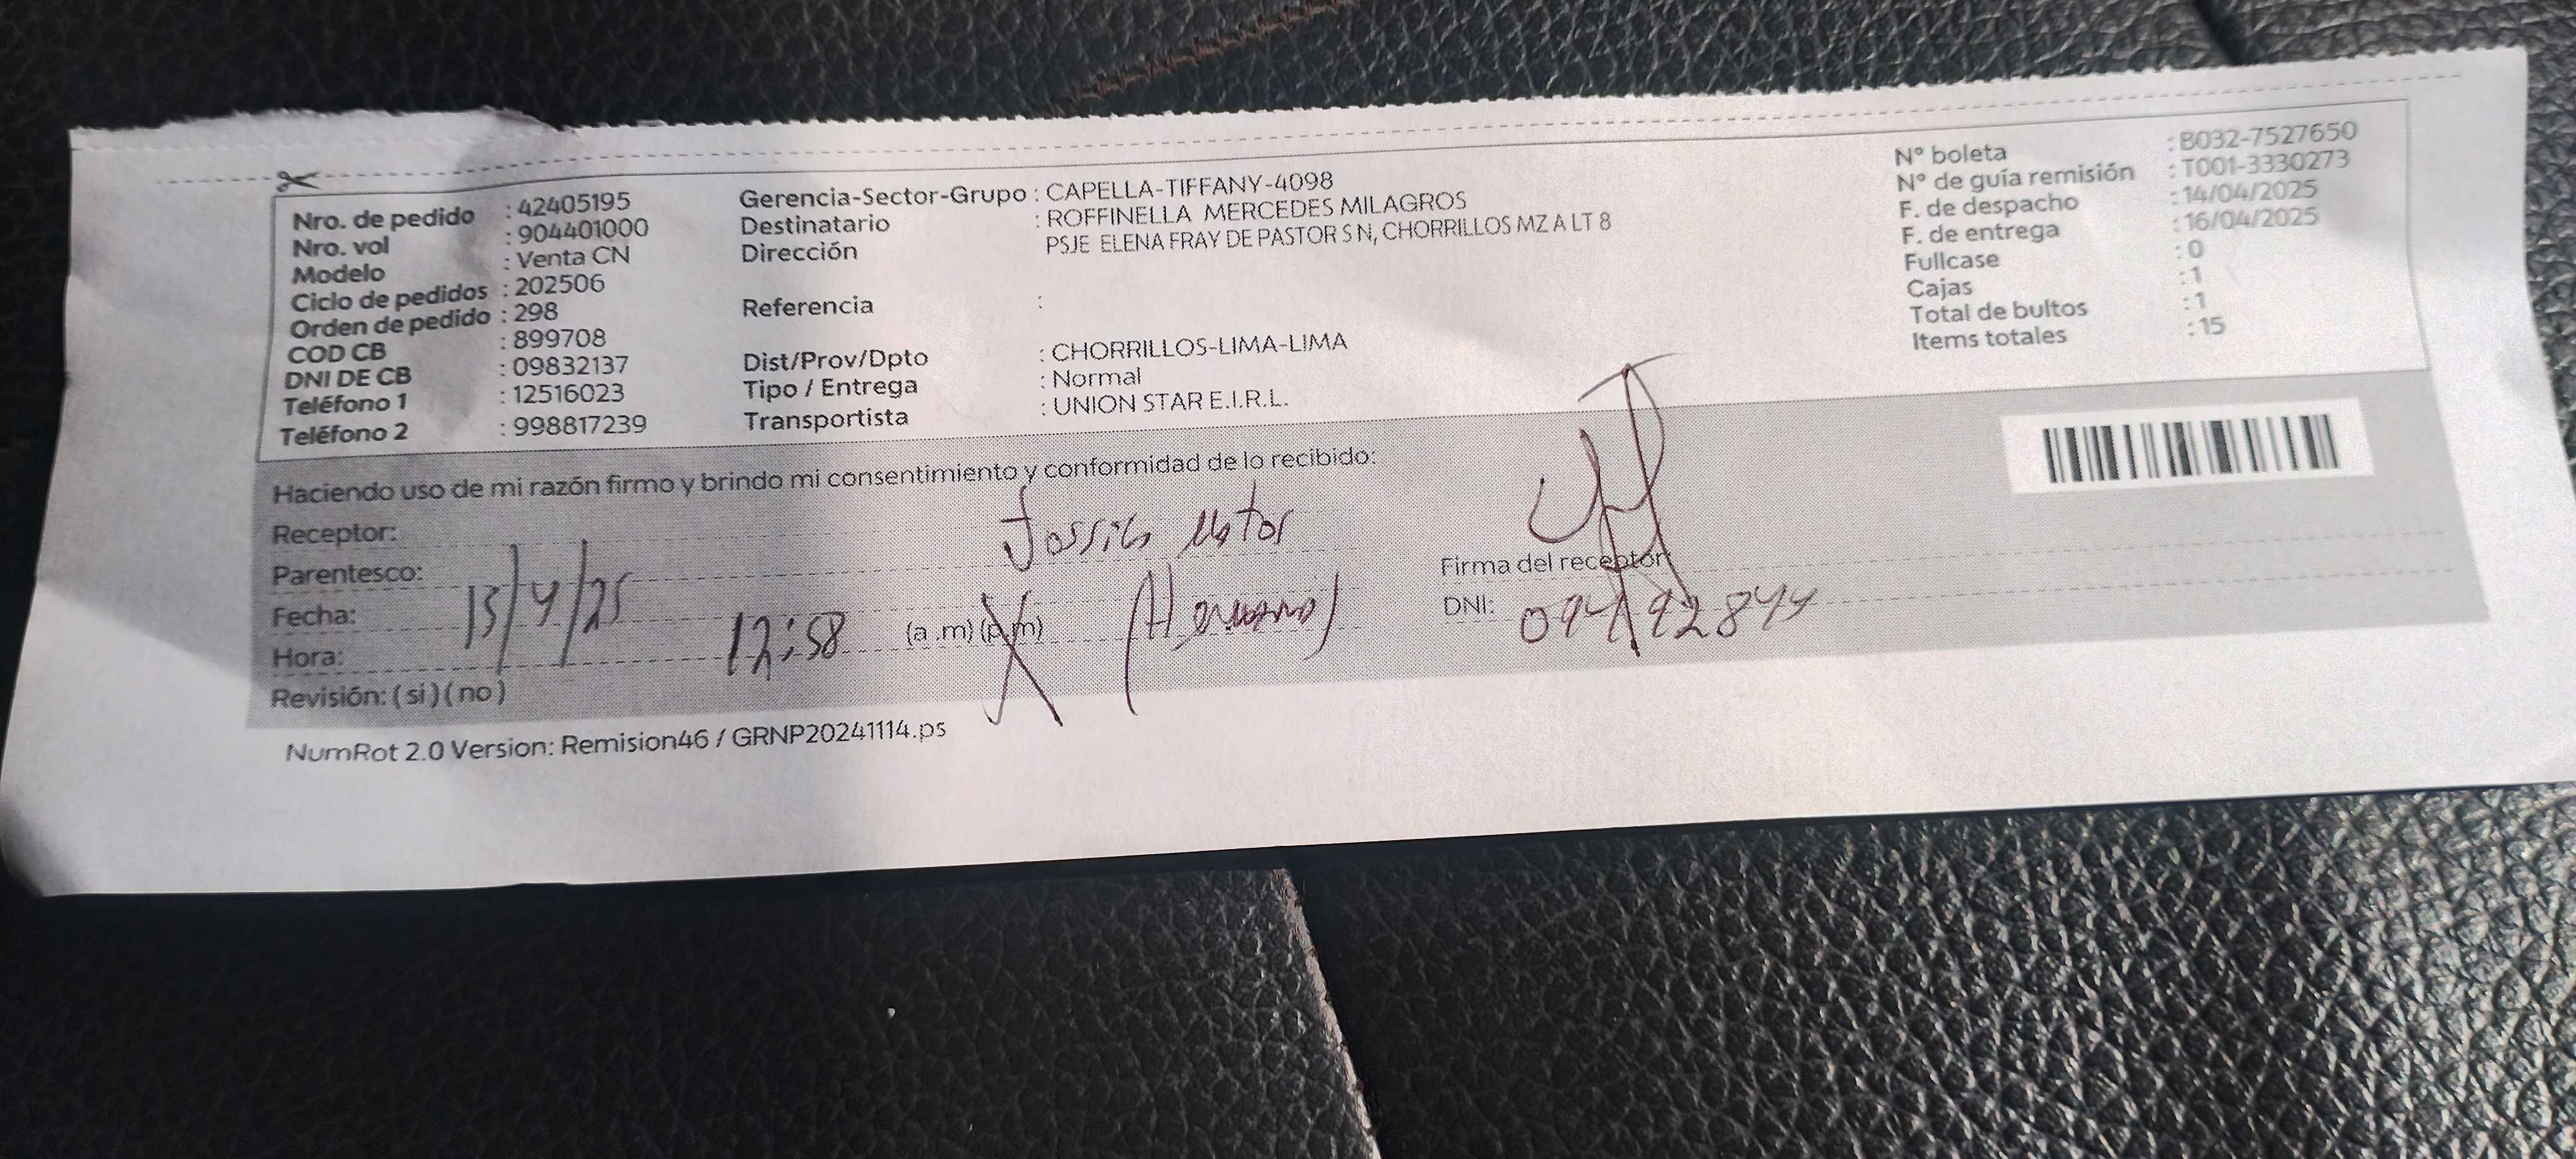 Nro. de pedido : 42405195
Nro. vol : 904401000
Modelo : Venta CN
Ciclo de pedidos : 202506
Orden de pedido : 298
COD CB : 899708
DNI DE CB : 09832137
Teléfono 1 : 12516023
Teléfono 2 : 998817239
Gerencia-Sector-Grupo : CAPELLA-TIFFANY-4098
Destinatario : ROFFINELLA MERCEDES MILAGROS
Dirección PSJE ELENA FRAY DE PASTOR S N, CHORRILLOS MZ A LT 8
Referencia :
Dist/Prov/Dpto : CHORRILLOS-LIMA-LIMA
Tipo / Entrega : Normal
Transportista : UNION STAR E.I.R.L.
N° boleta : B032-7527650
N° de guía remisión : T001-3330273
F. de despacho : 14/04/2025
F. de entrega : 16/04/2025
Fullcase : 0
Cajas : 1
Total de bultos : 1
Items totales : 15
Haciendo uso de mi razón firmo y brindo mi consentimiento y conformidad de lo recibido:
Receptor:
Parentesco:
Fecha: 15/4/25
Hora: 12:58 (a .m) (p.m)
Revisión: ( si ) ( no )
Firma del receptor:
DNI:
NumRot 2.0 Version: Remision46 / GRNP20241114.ps